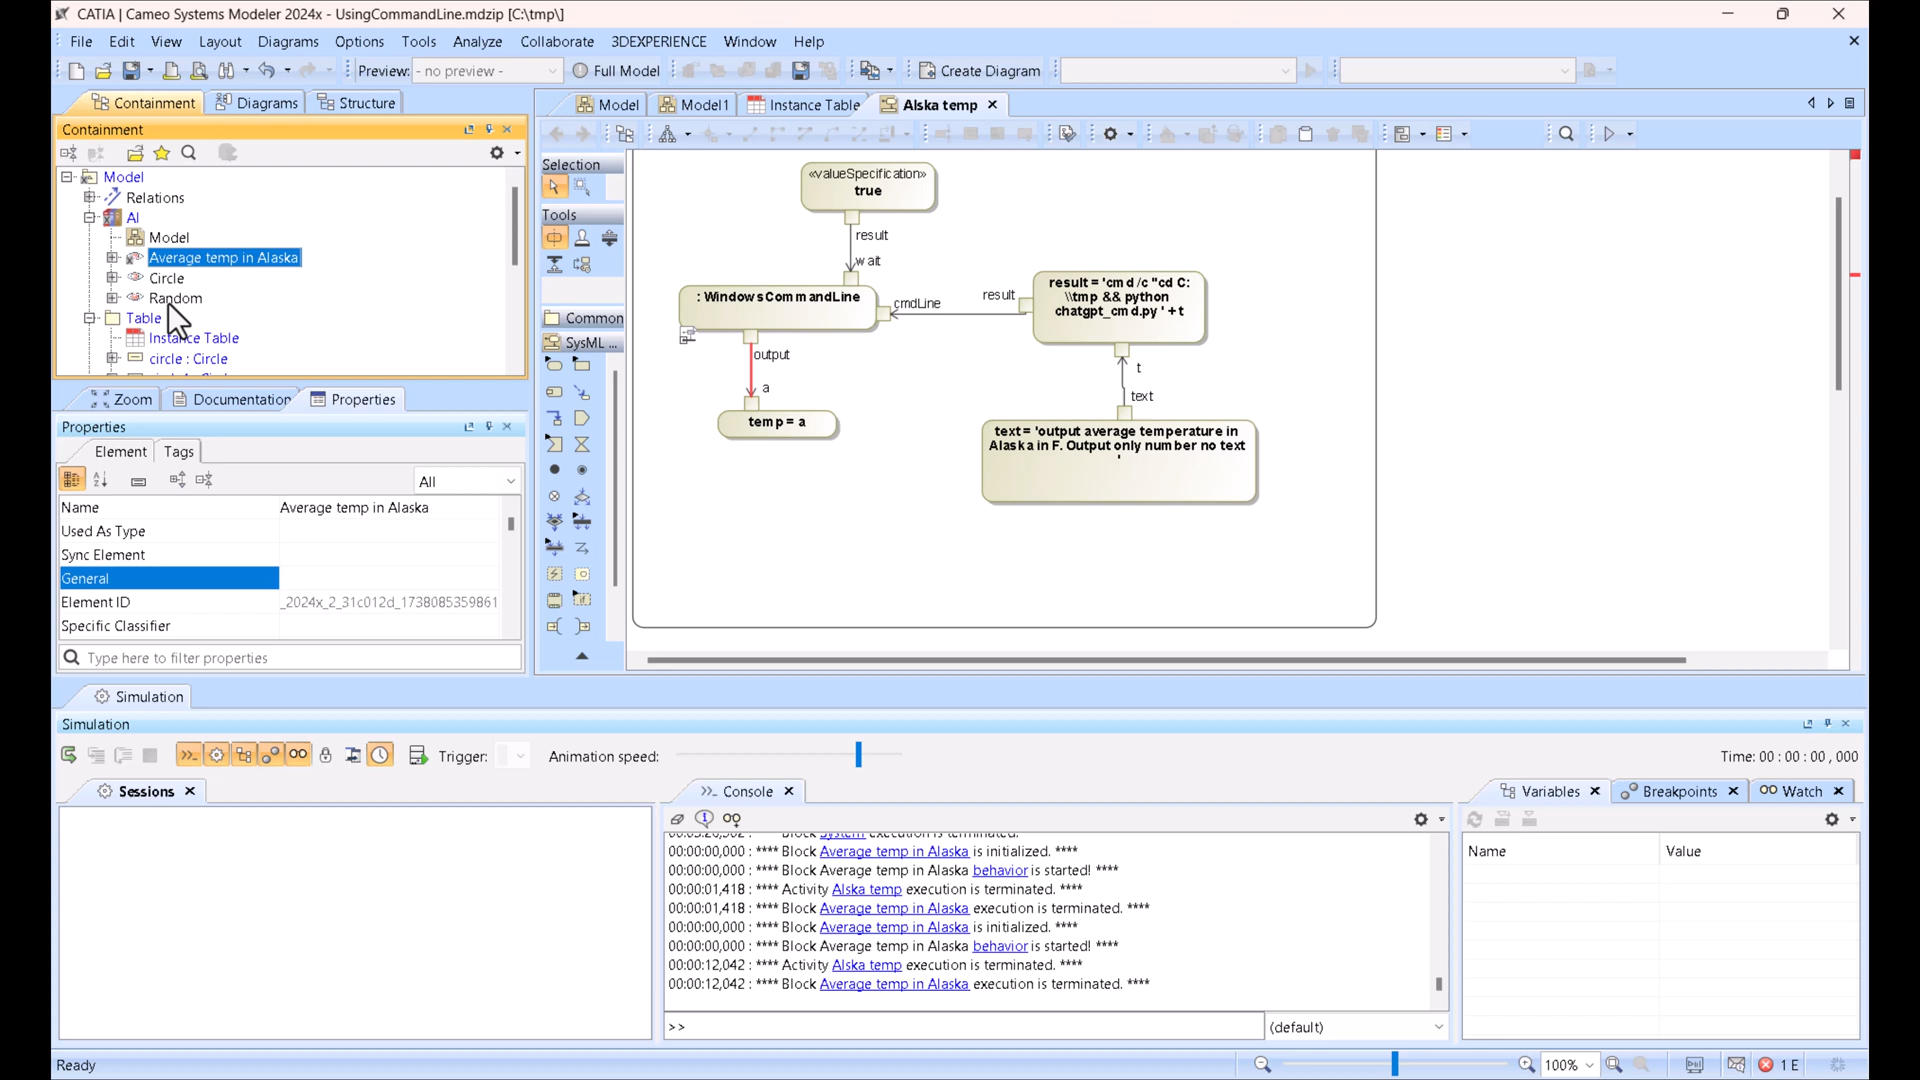 CATIA | Cameo Systems Modeler 2024x - UsingCommandLine.mdzip [C:\tmp\]
File Edit View Layout Diagrams Options Tools Analyze Collaborate 3DEXPERIENCE Window Help
Preview: - no preview - Full Model Create Diagram
Containment Diagrams Structure
Containment
Model
Relations
AI
Model
Average temp in Alaska
Circle
Random
Table
Instance Table
circle : Circle
Zoom Documentation Properties
Properties
Element Tags
All
Name Average temp in Alaska
Used As Type
Sync Element
General
Element ID _2024x_2_31c012d_1738085359861
Specific Classifier
Type here to filter properties
Model Model1 Instance Table Alska temp
Selection
Tools
Common
SysML ...
«valueSpecification»
true
result
wait
: WindowsCommandLine
cmdLine
result
result = 'cmd /c "cd C:
\\tmp && python
chatgpt_cmd.py ' + t
output
a
temp = a
t
text
text = 'output average temperature in
Alaska in F. Output only number no text
'
Simulation
Simulation
Trigger: Animation speed: Time: 00 : 00 : 00 , 000
Sessions
Console
Variables Breakpoints Watch
Name Value
Block System execution is terminated.
00:00:00,000 : **** Block Average temp in Alaska is initialized. ****
00:00:00,000 : **** Block Average temp in Alaska behavior is started! ****
00:00:01,418 : **** Activity Alska temp execution is terminated. ****
00:00:01,418 : **** Block Average temp in Alaska execution is terminated. ****
00:00:00,000 : **** Block Average temp in Alaska is initialized. ****
00:00:00,000 : **** Block Average temp in Alaska behavior is started! ****
00:00:12,042 : **** Activity Alska temp execution is terminated. ****
00:00:12,042 : **** Block Average temp in Alaska execution is terminated. ****
>> (default)
Ready 100% 1 E